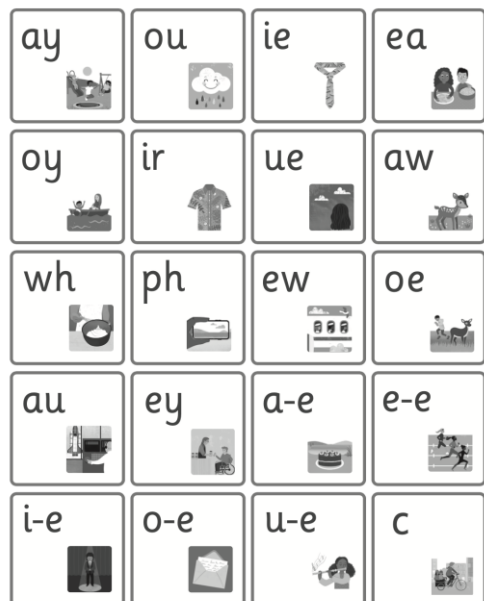 ay ou ie ea
oy ir ue aw
wh ph ew oe
au ey a-e e-e
i-e o-e u-e c